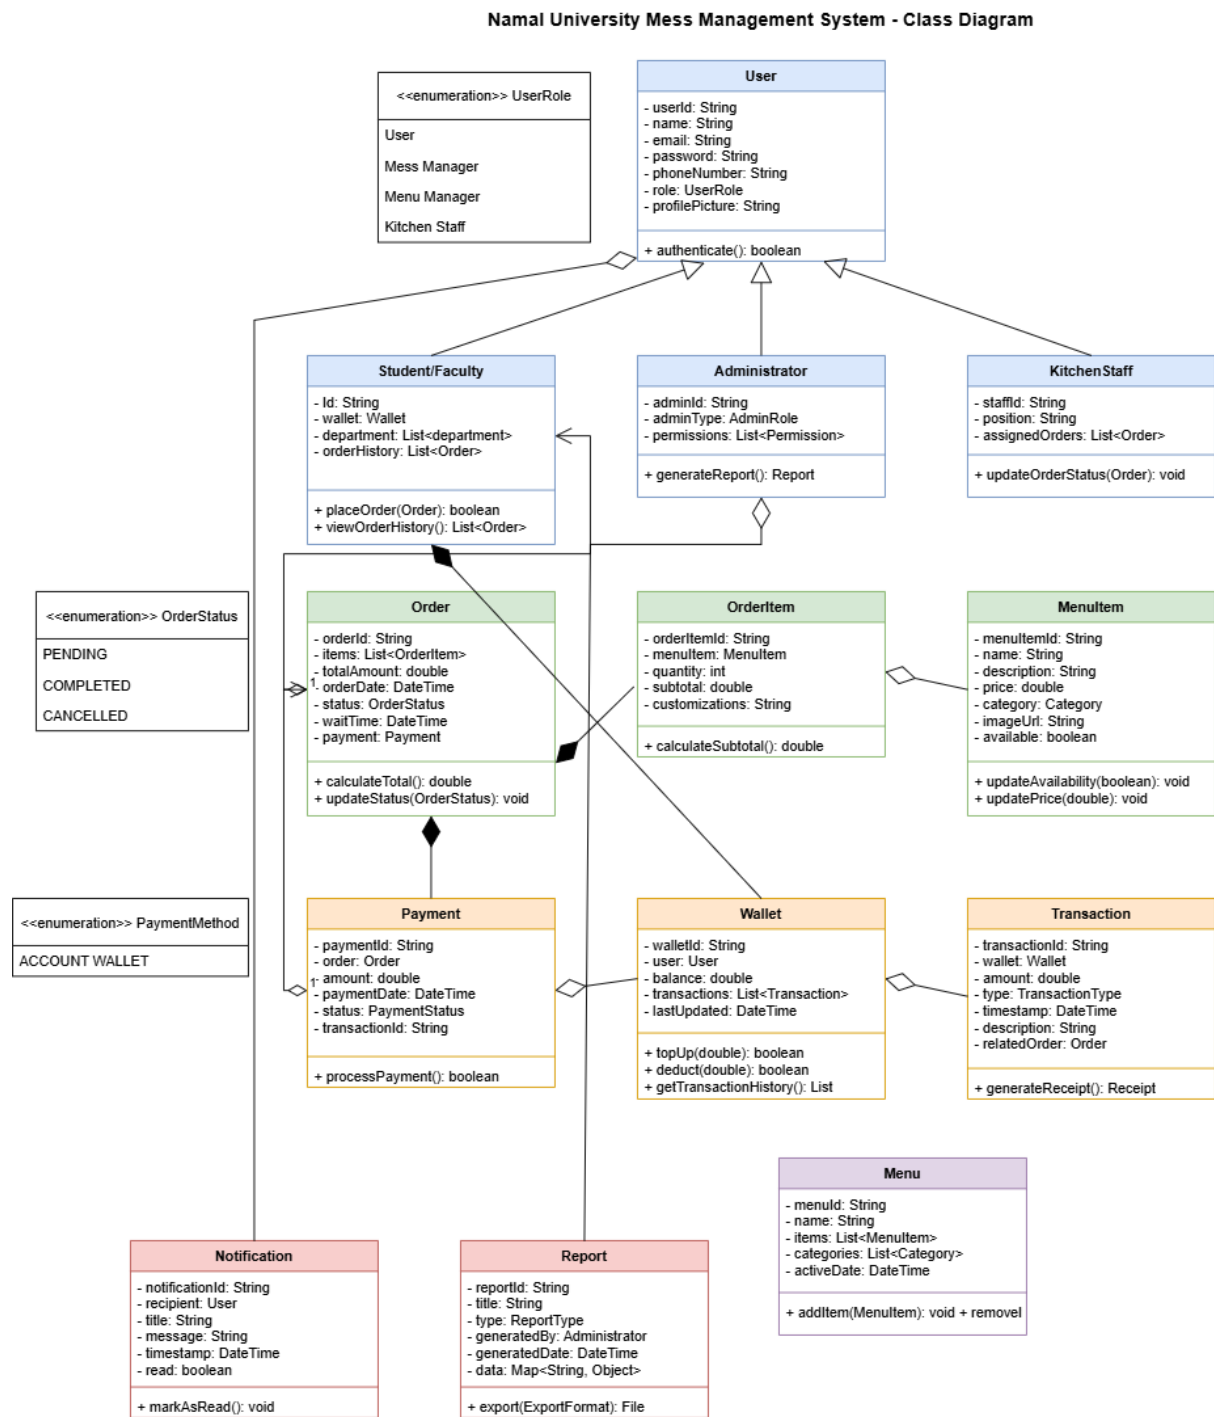 Namal University Mess Management System - Class Diagram
<<enumeration>> UserRole
User
Mess Manager
Menu Manager
Kitchen Staff
User
- userId: String
- name: String
- email: String
- password: String
- phoneNumber: String
- role: UserRole
- profilePicture: String
+ authenticate(): boolean
Student/Faculty
- Id: String
- wallet: Wallet
- department: List<department>
- orderHistory: List<Order>
+ placeOrder(Order): boolean
+ viewOrderHistory(): List<Order>
Administrator
- adminId: String
- adminType: AdminRole
- permissions: List<Permission>
+ generateReport(): Report
KitchenStaff
- staffId: String
- position: String
- assignedOrders: List<Order>
+ updateOrderStatus(Order): void
<<enumeration>> OrderStatus
PENDING
COMPLETED
CANCELLED
Order
- orderId: String
- items: List<OrderItem>
- totalAmount: double
- orderDate: DateTime
- status: OrderStatus
- waitTime: DateTime
- payment: Payment
+ calculateTotal(): double
+ updateStatus(OrderStatus): void
1
OrderItem
- orderItemId: String
- menuItem: MenuItem
- quantity: int
- subtotal: double
- customizations: String
+ calculateSubtotal(): double
MenuItem
- menuItemId: String
- name: String
- description: String
- price: double
- category: Category
- imageUrl: String
- available: boolean
+ updateAvailability(boolean): void
+ updatePrice(double): void
<<enumeration>> PaymentMethod
ACCOUNT WALLET
Payment
- paymentId: String
- order: Order
- amount: double
- paymentDate: DateTime
- status: PaymentStatus
- transactionId: String
+ processPayment(): boolean
1
Wallet
- walletId: String
- user: User
- balance: double
- transactions: List<Transaction>
- lastUpdated: DateTime
+ topUp(double): boolean
+ deduct(double): boolean
+ getTransactionHistory(): List
Transaction
- transactionId: String
- wallet: Wallet
- amount: double
- type: TransactionType
- timestamp: DateTime
- description: String
- relatedOrder: Order
+ generateReceipt(): Receipt
Menu
- menuId: String
- name: String
- items: List<MenuItem>
- categories: List<Category>
- activeDate: DateTime
+ addItem(MenuItem): void + removeI
Notification
- notificationId: String
- recipient: User
- title: String
- message: String
- timestamp: DateTime
- read: boolean
+ markAsRead(): void
Report
- reportId: String
- title: String
- type: ReportType
- generatedBy: Administrator
- generatedDate: DateTime
- data: Map<String, Object>
+ export(ExportFormat): File